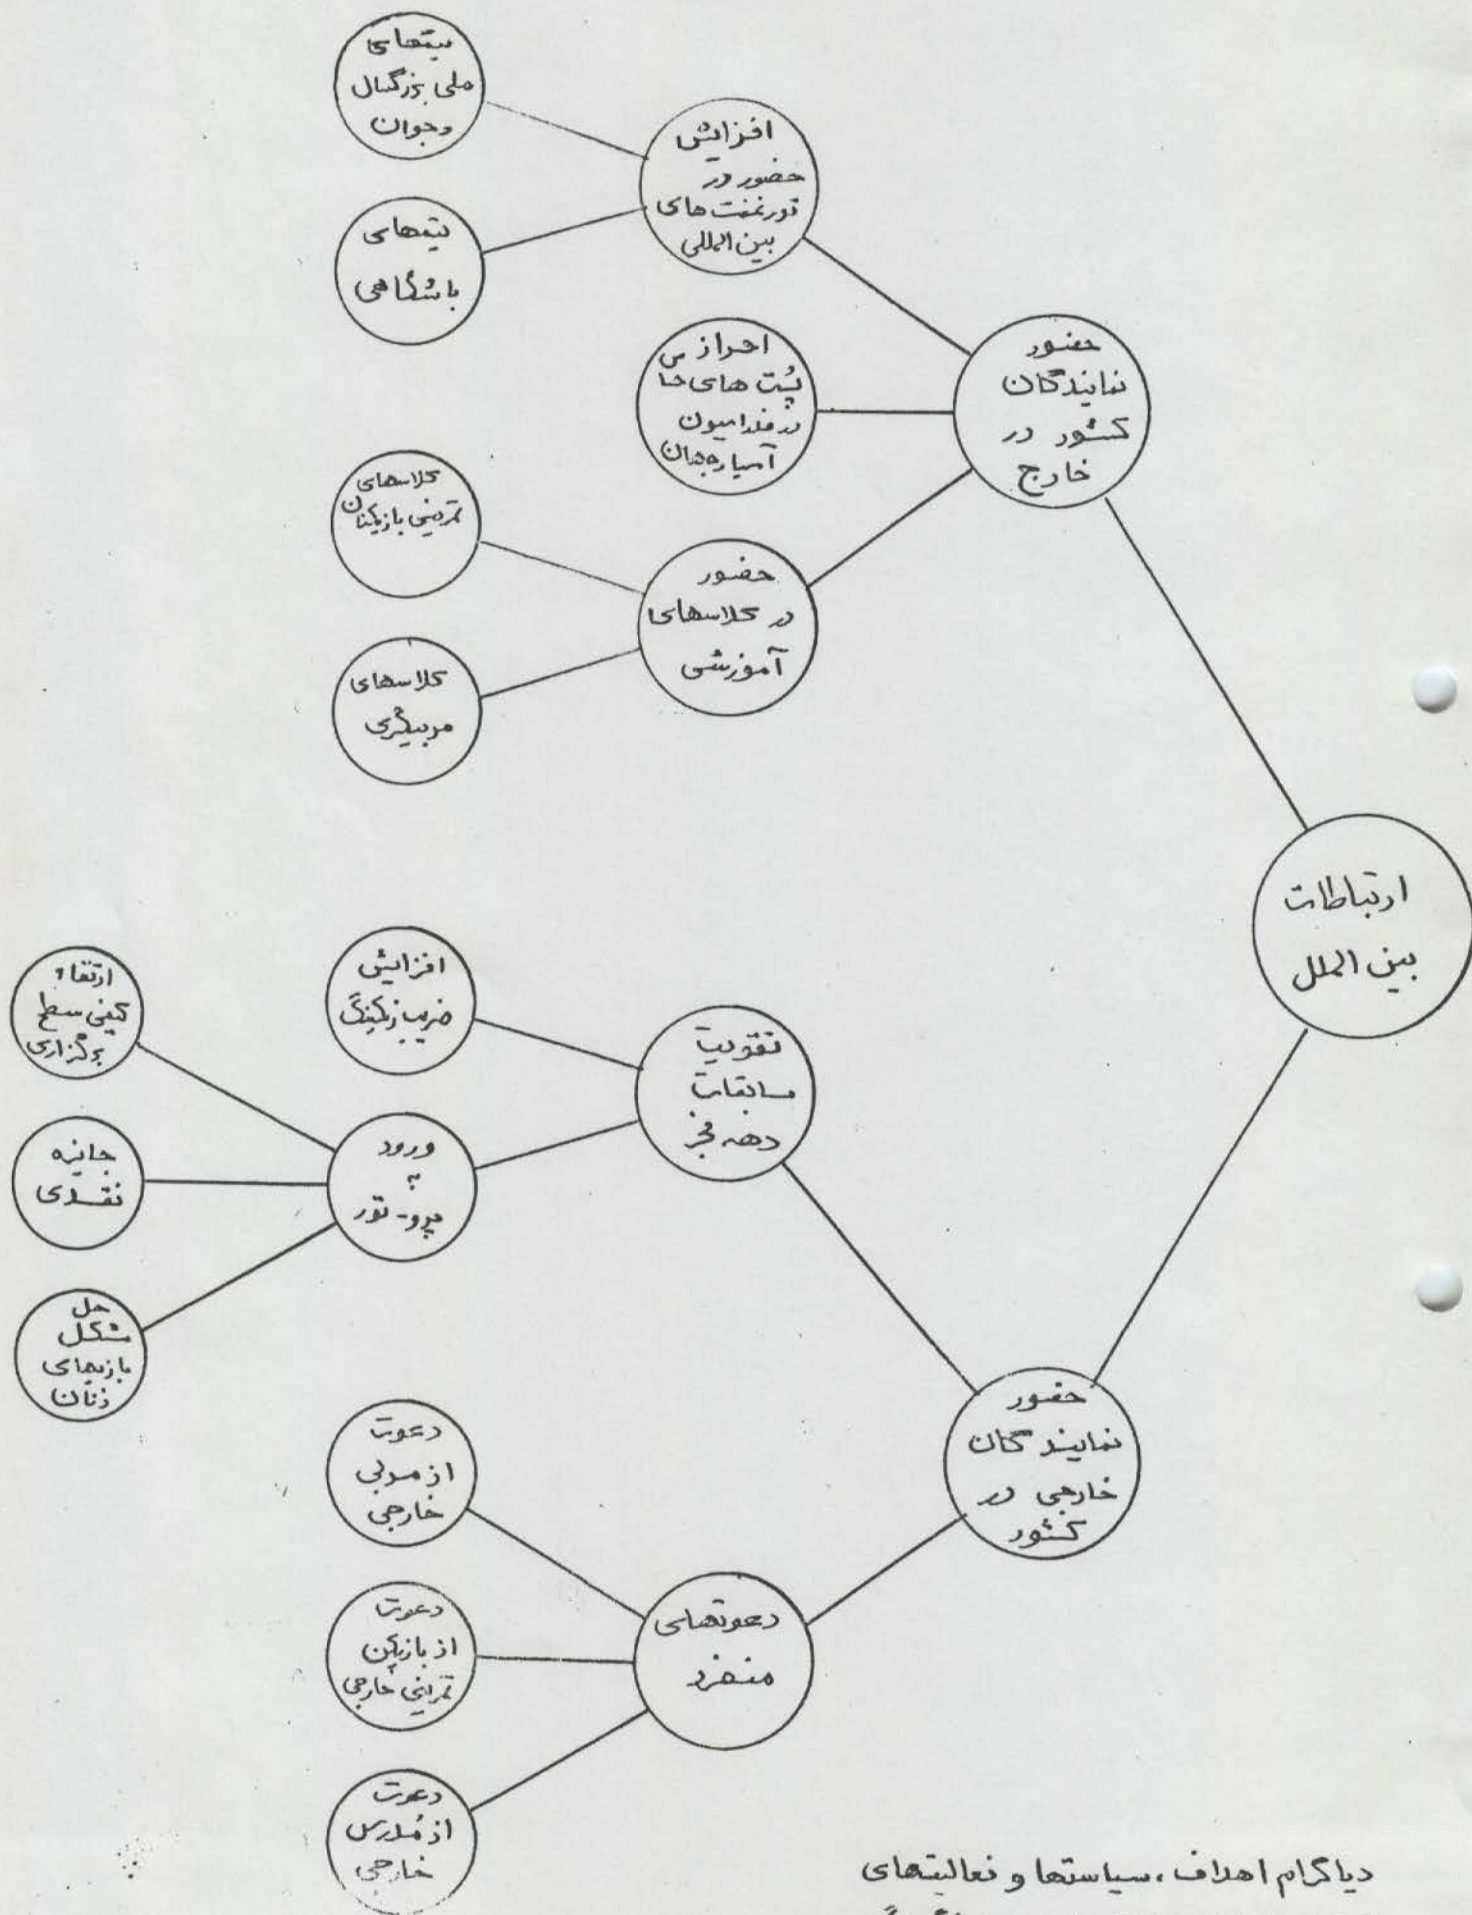 ارتباطات
بین الملل
حضور
نمایندگان
کشور در
خارج
افزایش
حضور در
تورنمنت های
بین المللی
تیمهای
ملی بزرگسال
وجوان
تیمهای
باشگاهی
احراز
پُست های
در فدراسیون
آسیا و جهان
حضور
در کلاسهای
آموزشی
کلاسهای
تمرینی بازیکنان
کلاسهای
مربیگری
حضور
نمایندگان
خارجی در
کشور
تقویت
مسابقات
دهه فجر
افزایش
ضریب رنکینگ
ورود
به
پرو-تور
ارتقاء
کیفی سطح
برگزاری
جایزه
نقدی
حل
مشکل
بازیهای
زنان
دعوتهای
منفرد
دعوت
از مربی
خارجی
دعوت
از بازیکن
تمرینی خارجی
دعوت
از مُدرس
خارجی
دیاگرام اهداف، سیاستها و فعالیتهای